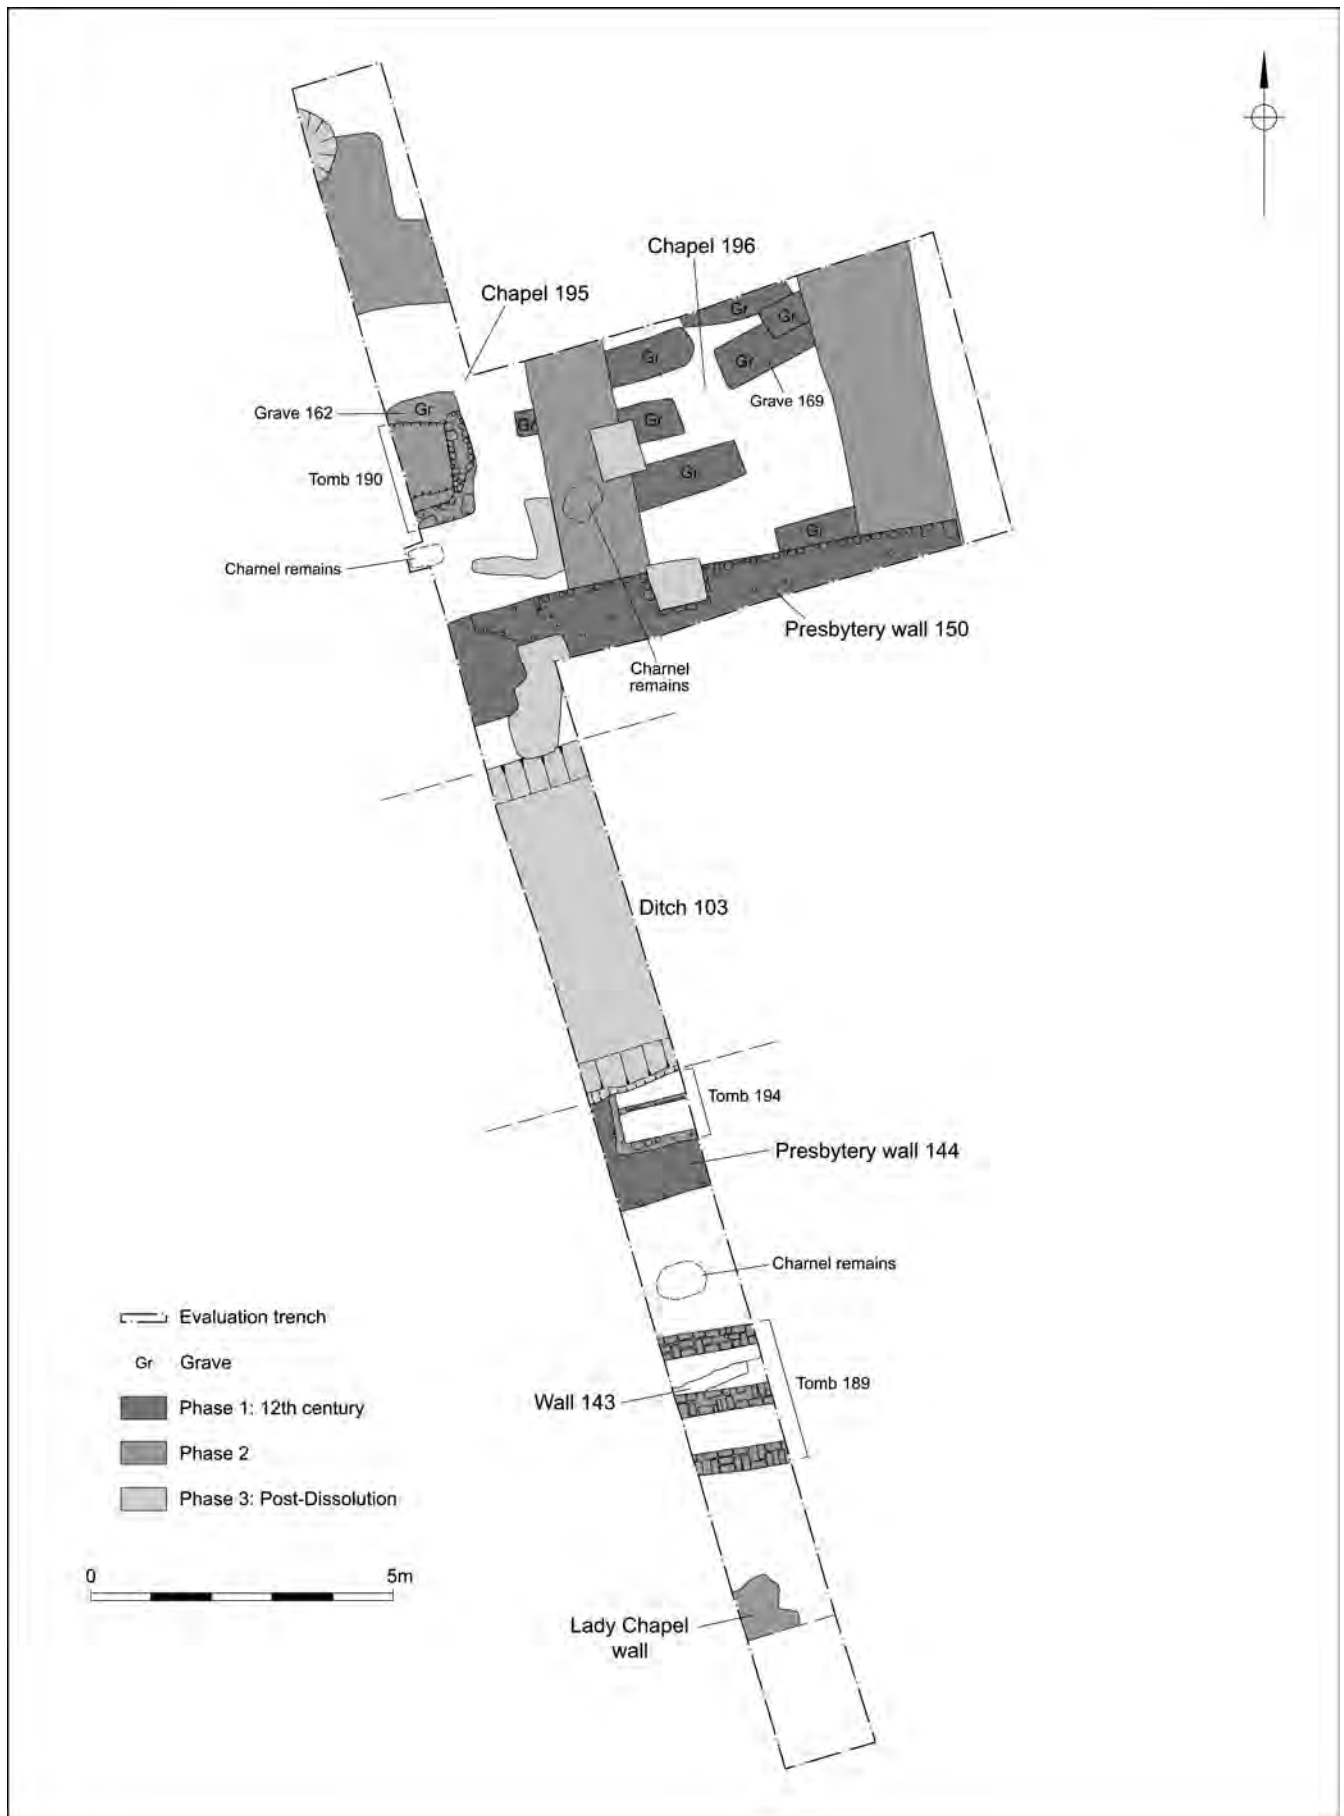 Chapel 196
Chapel 195
Gr
Gr
Gr
Gr
Grave 169
Grave 162
Gr
Gr
Gr
Gr
Tomb 190
Gr
Charnel remains
Presbytery wall 150
Charnel
remains
Ditch 103
Tomb 194
Presbytery wall 144
Charnel remains
Tomb 189
Wall 143
Evaluation trench
Gr Grave
Phase 1: 12th century
Phase 2
Phase 3: Post-Dissolution
0 5m
Lady Chapel
wall